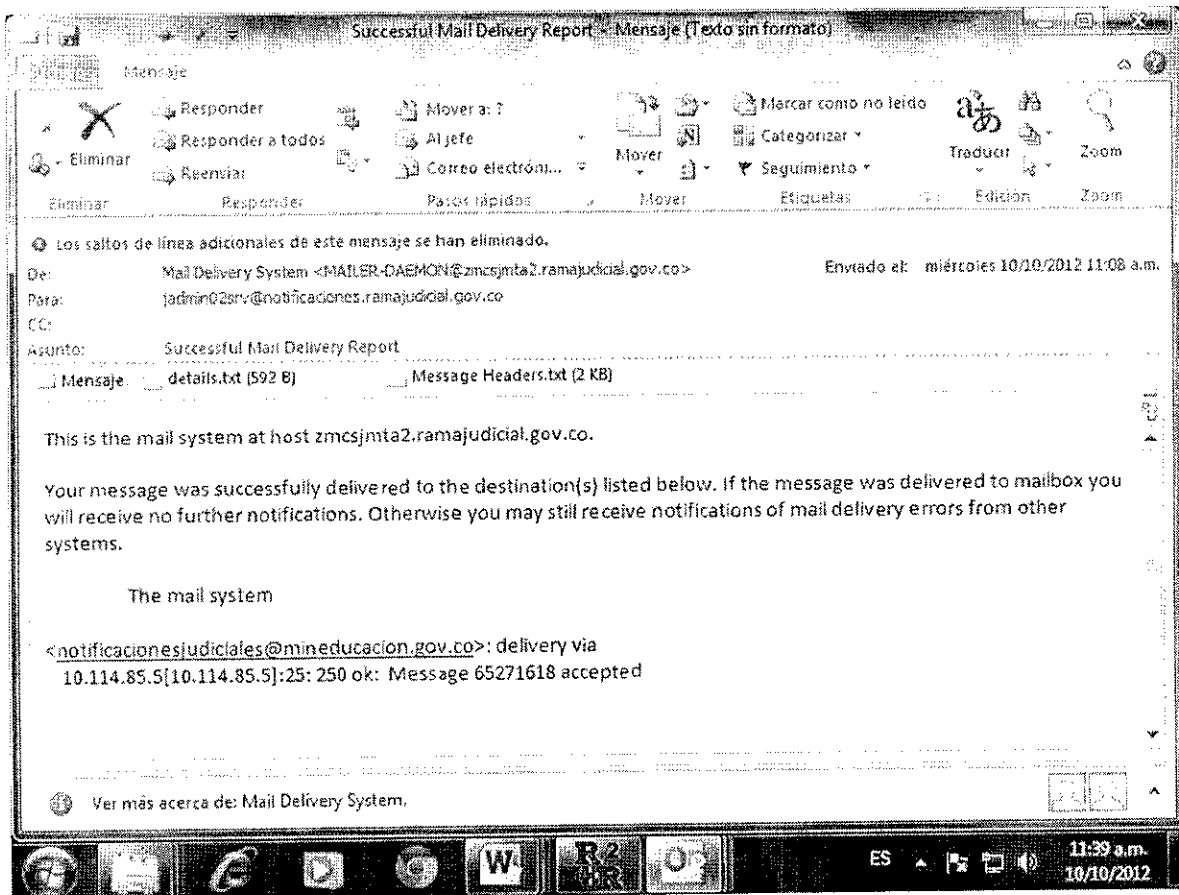 Successful Mail Delivery Report - Mensaje (Texto sin formato)
Mensaje
Responder
Responder a todos
Reenviar
Eliminar
Mover a: ?
Al jefe
Correo electróni...
Mover
Marcar como no leído
Categorizar
Seguimiento
Traducir
Zoom
Eliminar
Responder
Pasos rápidos
Mover
Etiquetas
Edición
Zoom
Los saltos de línea adicionales de este mensaje se han eliminado.
De: Mail Delivery System <MAILER-DAEMON@zmcsjmta2.ramajudicial.gov.co> Enviado el: miércoles 10/10/2012 11:08 a.m.
Para: jadmin02srv@notificaciones.ramajudicial.gov.co
CC:
Asunto: Successful Mail Delivery Report
Mensaje details.txt (592 B) Message Headers.txt (2 KB)
This is the mail system at host zmcsjmta2.ramajudicial.gov.co.
Your message was successfully delivered to the destination(s) listed below. If the message was delivered to mailbox you
will receive no further notifications. Otherwise you may still receive notifications of mail delivery errors from other
systems.
The mail system
<notificacionesjudiciales@mineducacion.gov.co>: delivery via
10.114.85.5[10.114.85.5]:25: 250 ok: Message 65271618 accepted
Ver más acerca de: Mail Delivery System.
ES
11:39 a.m.
10/10/2012